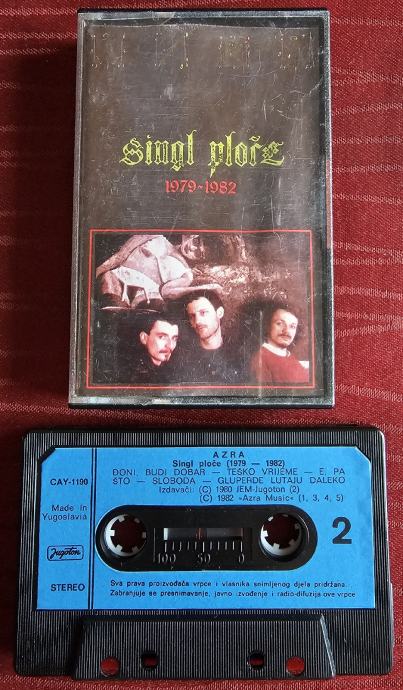 singl ploče
1979-1982
AZRA
Singl ploče (1979 — 1982)
CAY-1190
ĐONI, BUDI DOBAR — TEŠKO VRIJEME — E, PA
ŠTO — SLOBODA — GLUPERDE LUTAJU DALEKO
Izdavači: (C) 1980 JEM-Jugoton (2)
(C) 1982 »Azra Music« (1, 3, 4, 5)
Made in
Yugoslavia
2
Jugoton
100 50 0
STEREO
Sva prava proizvođača vrpce i vlasnika snimljenog djela pridržana.
Zabranjuje se presnimavanje, javno izvođenje i radio-difuzija ove vrpce